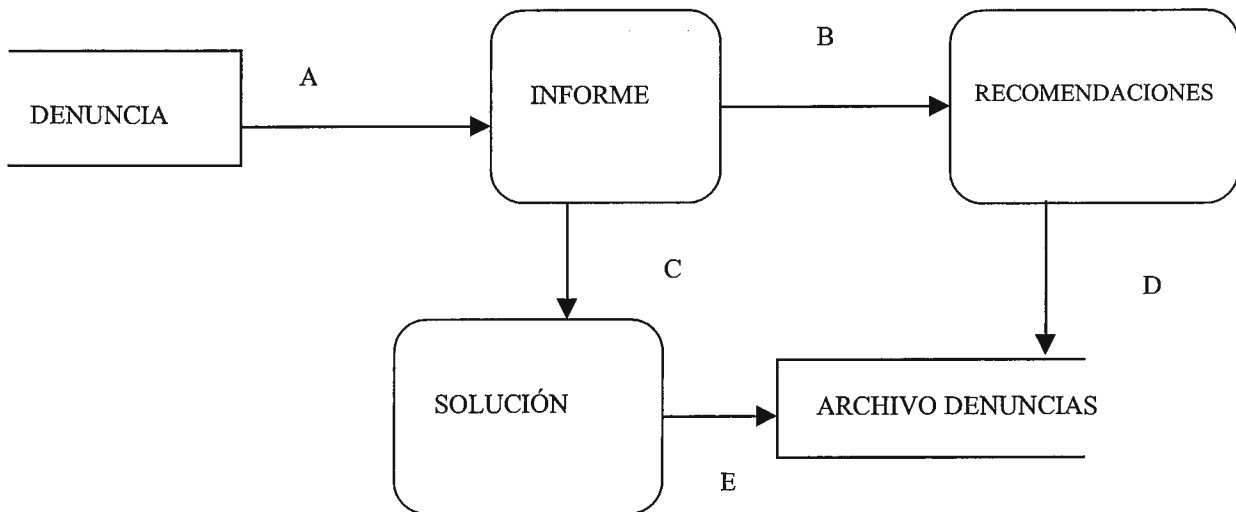 A
B
DENUNCIA
INFORME
RECOMENDACIONES
C
D
SOLUCIÓN
ARCHIVO DENUNCIAS
E